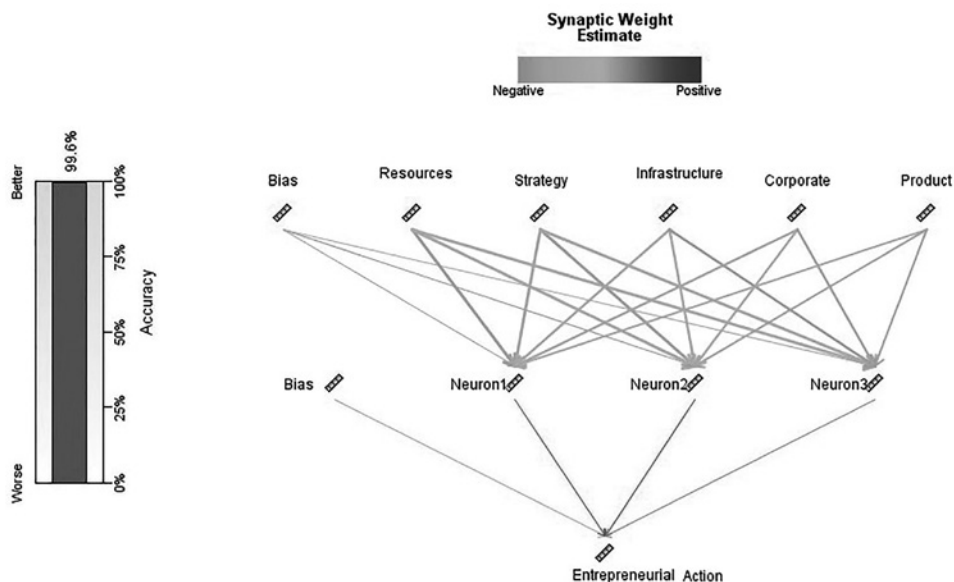 Synaptic Weight
Estimate
Negative
Positive
Better
Worse
99.6%
100%
75%
50%
25%
0%
Accuracy
Bias
Resources
Strategy
Infrastructure
Corporate
Product
Bias
Neuron1
Neuron2
Neuron3
Entrepreneurial Action